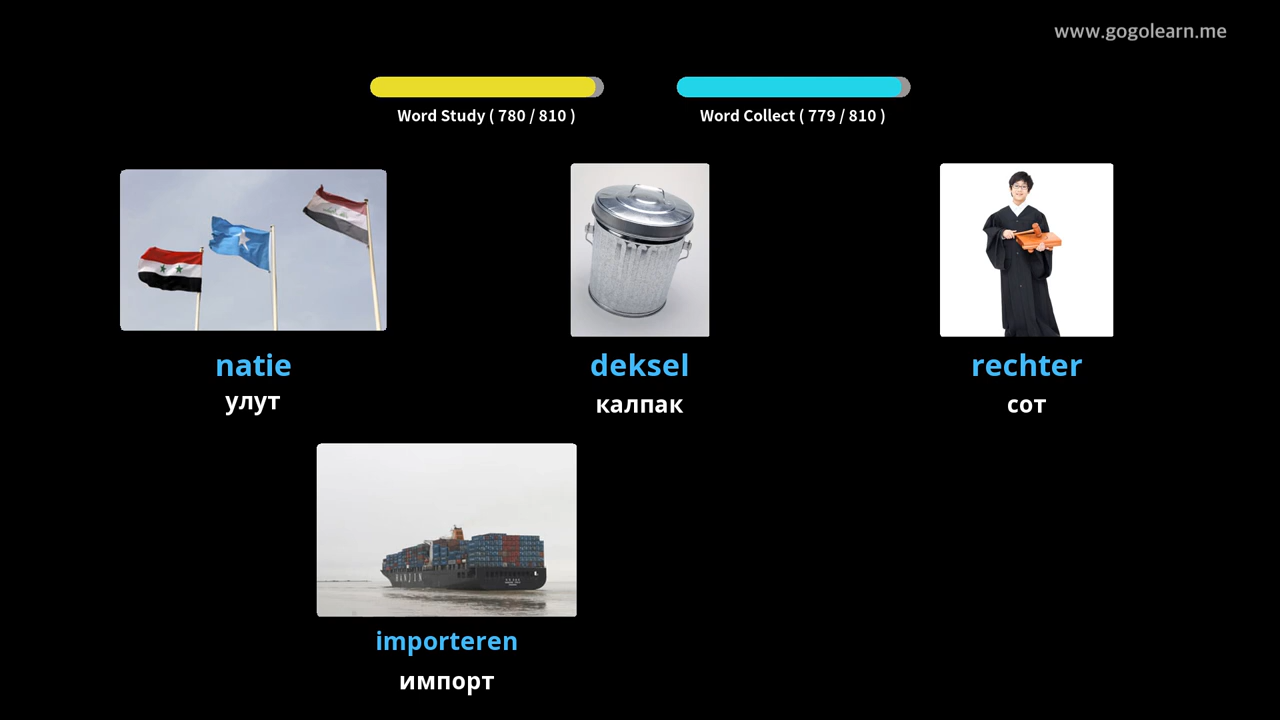 www.gogolearn.me
Word Study ( 780 / 810 )
Word Collect ( 779 / 810 )
natie
улут
deksel
калпак
rechter
сот
HANJIN
importeren
импорт